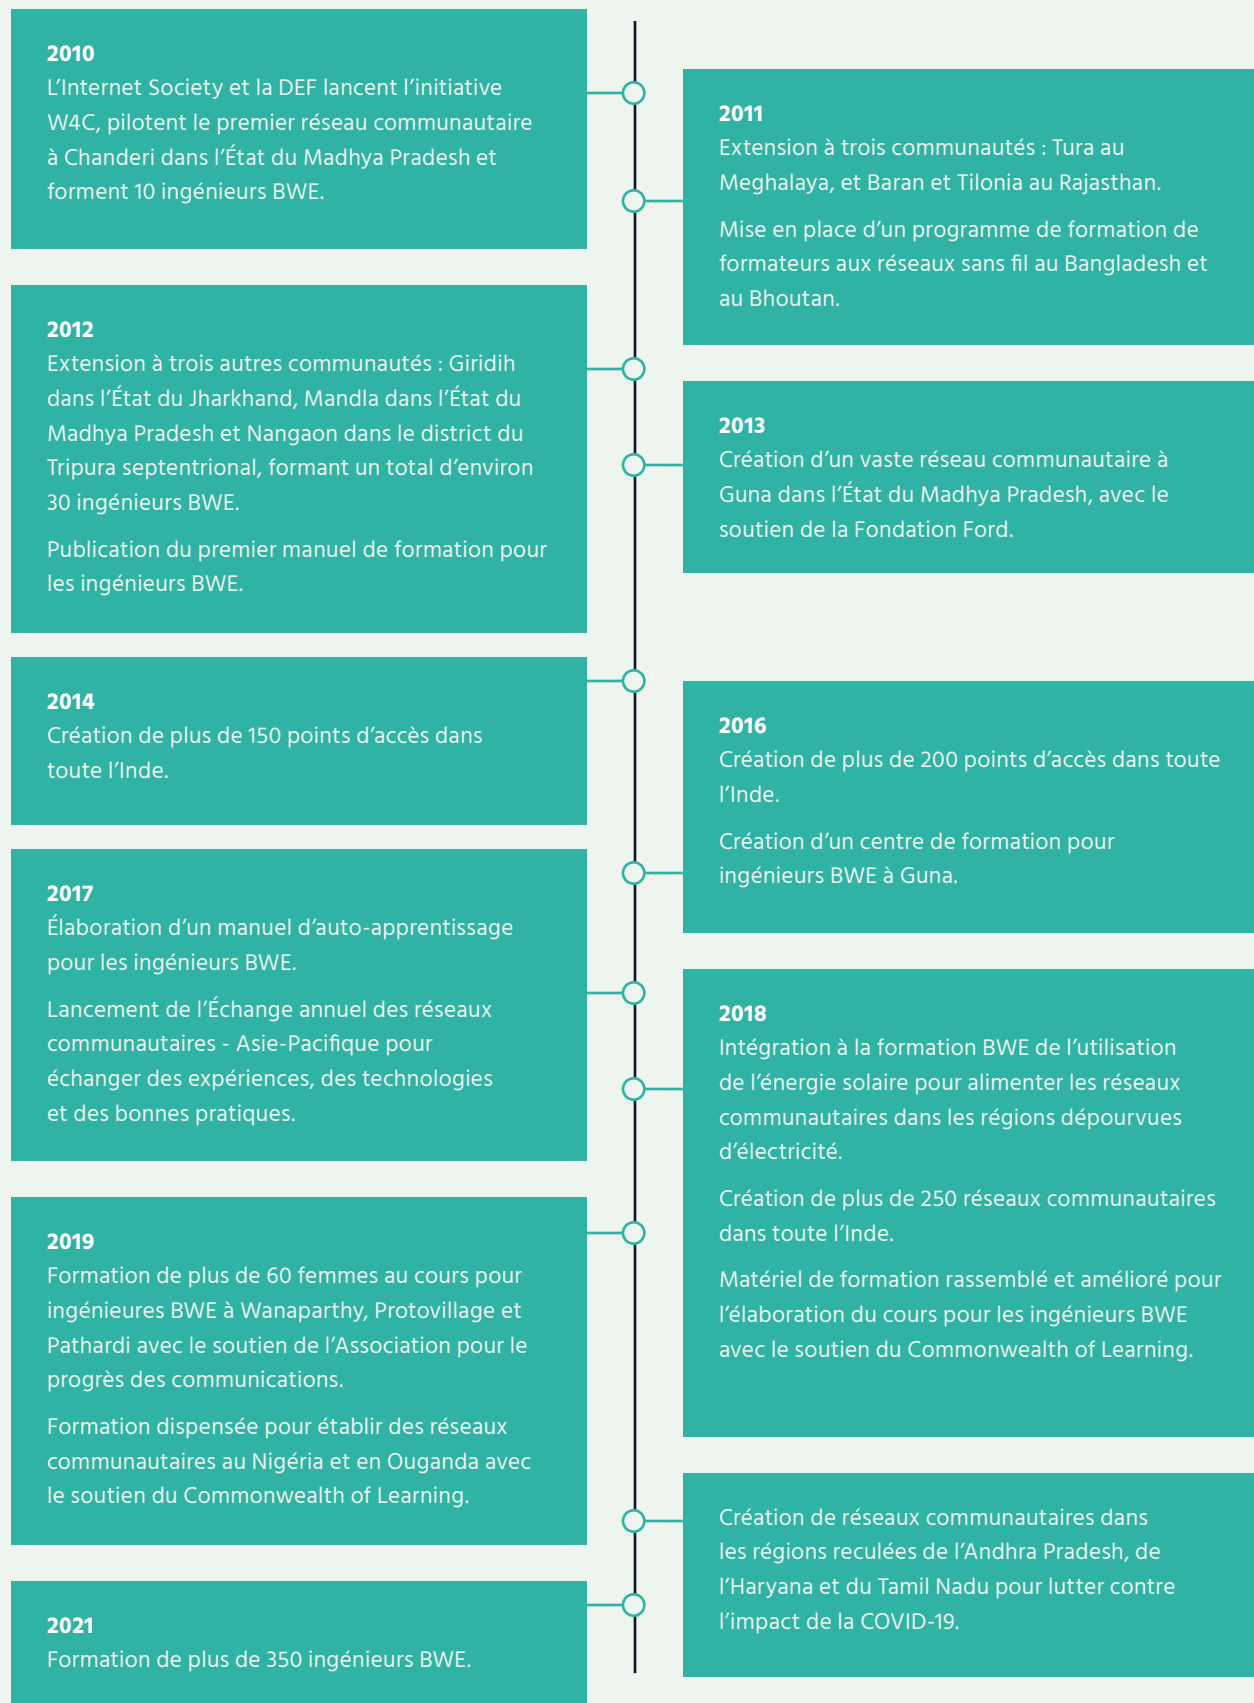 2010
L’Internet Society et la DEF lancent l’initiative
W4C, pilotent le premier réseau communautaire
à Chanderi dans l’État du Madhya Pradesh et
forment 10 ingénieurs BWE.
2011
Extension à trois communautés : Tura au
Meghalaya, et Baran et Tilonia au Rajasthan.
Mise en place d’un programme de formation de
formateurs aux réseaux sans fil au Bangladesh et
au Bhoutan.
2012
Extension à trois autres communautés : Giridih
dans l’État du Jharkhand, Mandla dans l’État du
Madhya Pradesh et Nangaon dans le district du
Tripura septentrional, formant un total d’environ
30 ingénieurs BWE.
Publication du premier manuel de formation pour
les ingénieurs BWE.
2013
Création d’un vaste réseau communautaire à
Guna dans l’État du Madhya Pradesh, avec le
soutien de la Fondation Ford.
2014
Création de plus de 150 points d’accès dans
toute l’Inde.
2016
Création de plus de 200 points d’accès dans toute
l’Inde.
Création d’un centre de formation pour
ingénieurs BWE à Guna.
2017
Élaboration d’un manuel d’auto-apprentissage
pour les ingénieurs BWE.
Lancement de l’Échange annuel des réseaux
communautaires - Asie-Pacifique pour
échanger des expériences, des technologies
et des bonnes pratiques.
2018
Intégration à la formation BWE de l’utilisation
de l’énergie solaire pour alimenter les réseaux
communautaires dans les régions dépourvues
d’électricité.
Création de plus de 250 réseaux communautaires
dans toute l’Inde.
Matériel de formation rassemblé et amélioré pour
l’élaboration du cours pour les ingénieurs BWE
avec le soutien du Commonwealth of Learning.
2019
Formation de plus de 60 femmes au cours pour
ingénieures BWE à Wanaparthy, Protovillage et
Pathardi avec le soutien de l’Association pour le
progrès des communications.
Formation dispensée pour établir des réseaux
communautaires au Nigéria et en Ouganda avec
le soutien du Commonwealth of Learning.
Création de réseaux communautaires dans
les régions reculées de l’Andhra Pradesh, de
l’Haryana et du Tamil Nadu pour lutter contre
l’impact de la COVID-19.
2021
Formation de plus de 350 ingénieurs BWE.